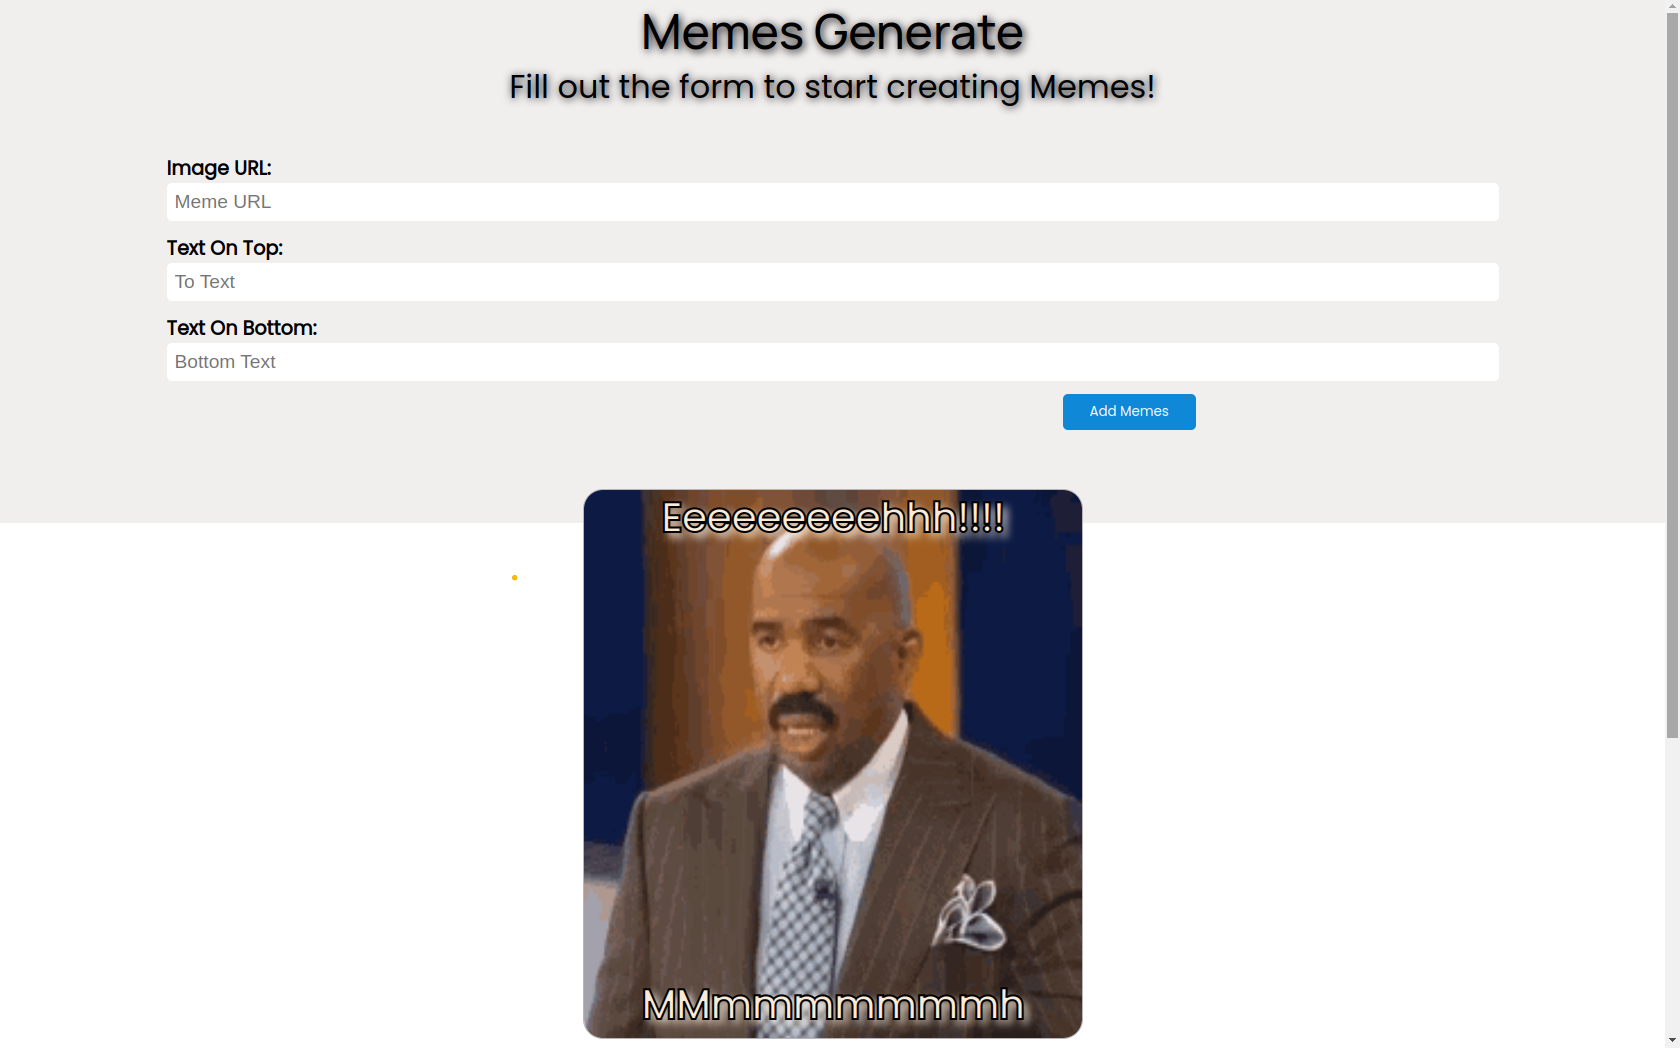 Memes Generate
Fill out the form to start creating Memes!
Image URL:
Meme URL
Text On Top:
To Text
Text On Bottom:
Bottom Text
Add Memes
Eeeeeeeeehhh!!!!
MMmmmmmmmh